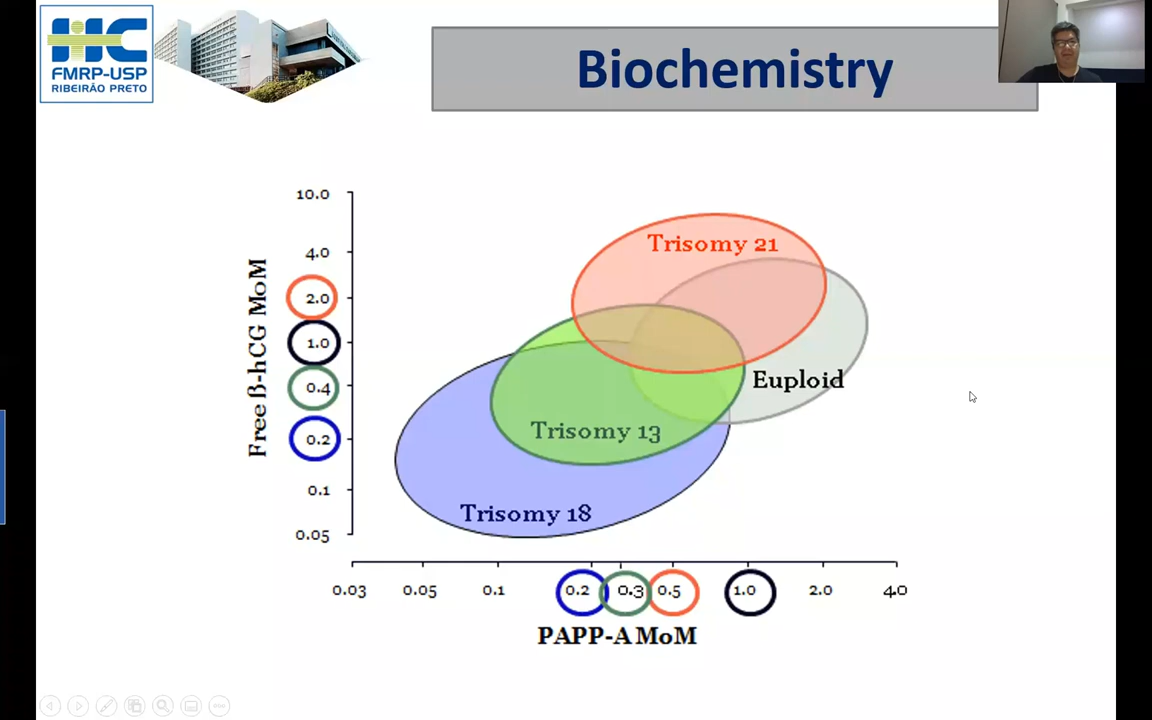 HC
FMRP-USP
RIBEIRÃO PRETO
Biochemistry
10.0
4.0
2.0
1.0
0.4
0.2
0.1
0.05
Free ß-hCG MoM
Trisomy 21
Euploid
Trisomy 13
Trisomy 18
0.03 0.05 0.1 0.2 0.3 0.5 1.0 2.0 4.0
PAPP-A MoM